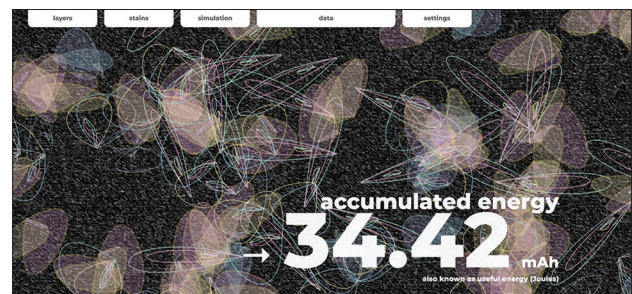 layers stains simulation data settings
accumulated energy
→ 34.42 mAh
also known as useful energy (Joules)